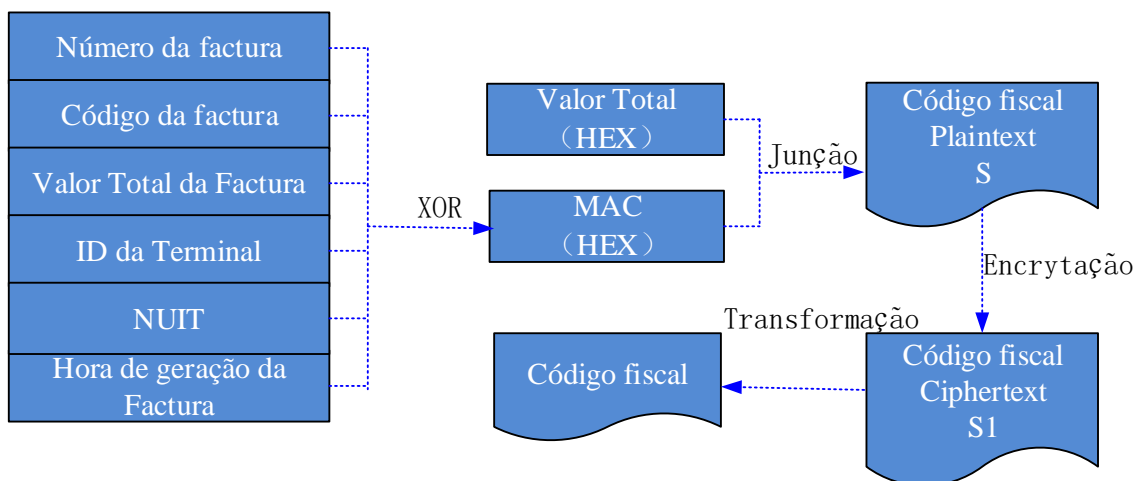 Número da factura
Código da factura
Valor Total da Factura
ID da Terminal
NUIT
Hora de geração da
Factura
XOR
Valor Total
（HEX）
MAC
（HEX）
Junção
Código fiscal
Plaintext
S
Encrytação
Código fiscal
Ciphertext
S1
Transformação
Código fiscal